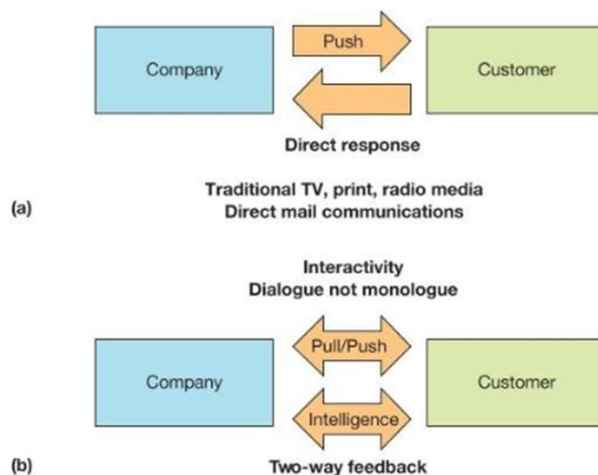 Push
Company
Customer
Direct response
Traditional TV, print, radio media
(a)
Direct mail communications
Interactivity
Dialogue not monologue
Pull/Push
Company
Customer
Intelligence
(b)
Two-way feedback